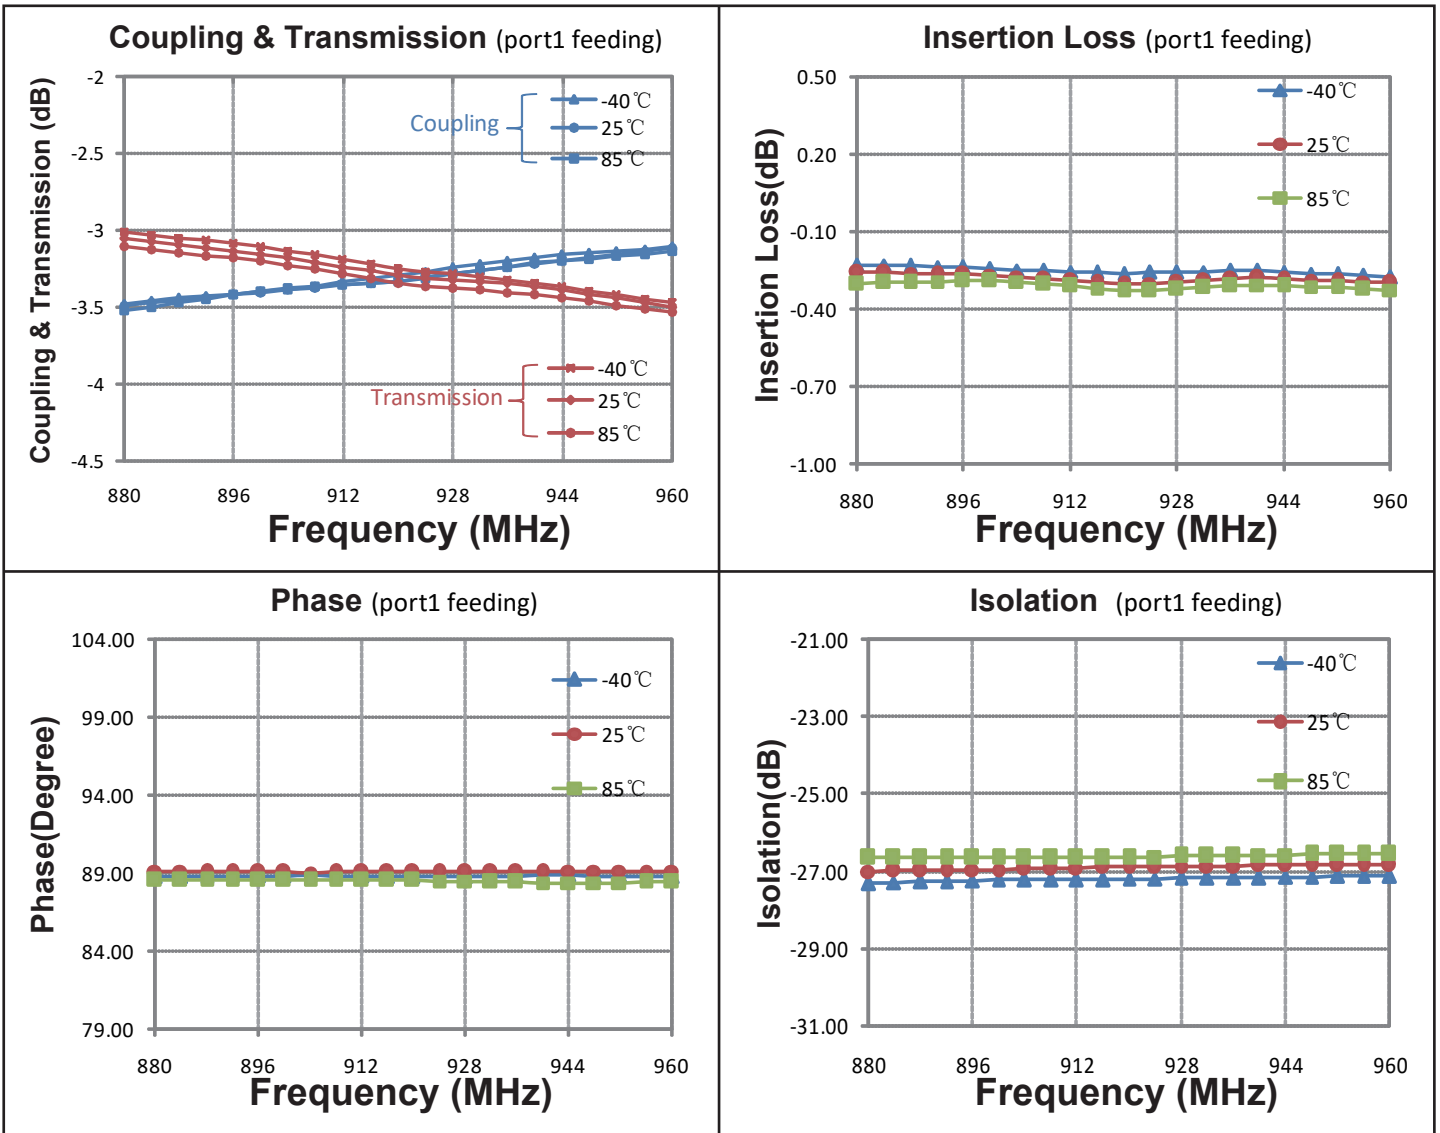 Coupling & Transmission (port1 feeding)
Coupling & Transmission (dB)
-2
-2.5
-3
-3.5
-4
-4.5
Coupling
-40℃
25℃
85℃
Transmission
-40℃
25℃
85℃
880 896 912 928 944 960
Frequency (MHz)
Insertion Loss (port1 feeding)
Insertion Loss(dB)
0.50
0.20
-0.10
-0.40
-0.70
-1.00
-40℃
25℃
85℃
880 896 912 928 944 960
Frequency (MHz)
Phase (port1 feeding)
Phase(Degree)
104.00
99.00
94.00
89.00
84.00
79.00
-40℃
25℃
85℃
880 896 912 928 944 960
Frequency (MHz)
Isolation (port1 feeding)
Isolation(dB)
-21.00
-23.00
-25.00
-27.00
-29.00
-31.00
-40℃
25℃
85℃
880 896 912 928 944 960
Frequency (MHz)